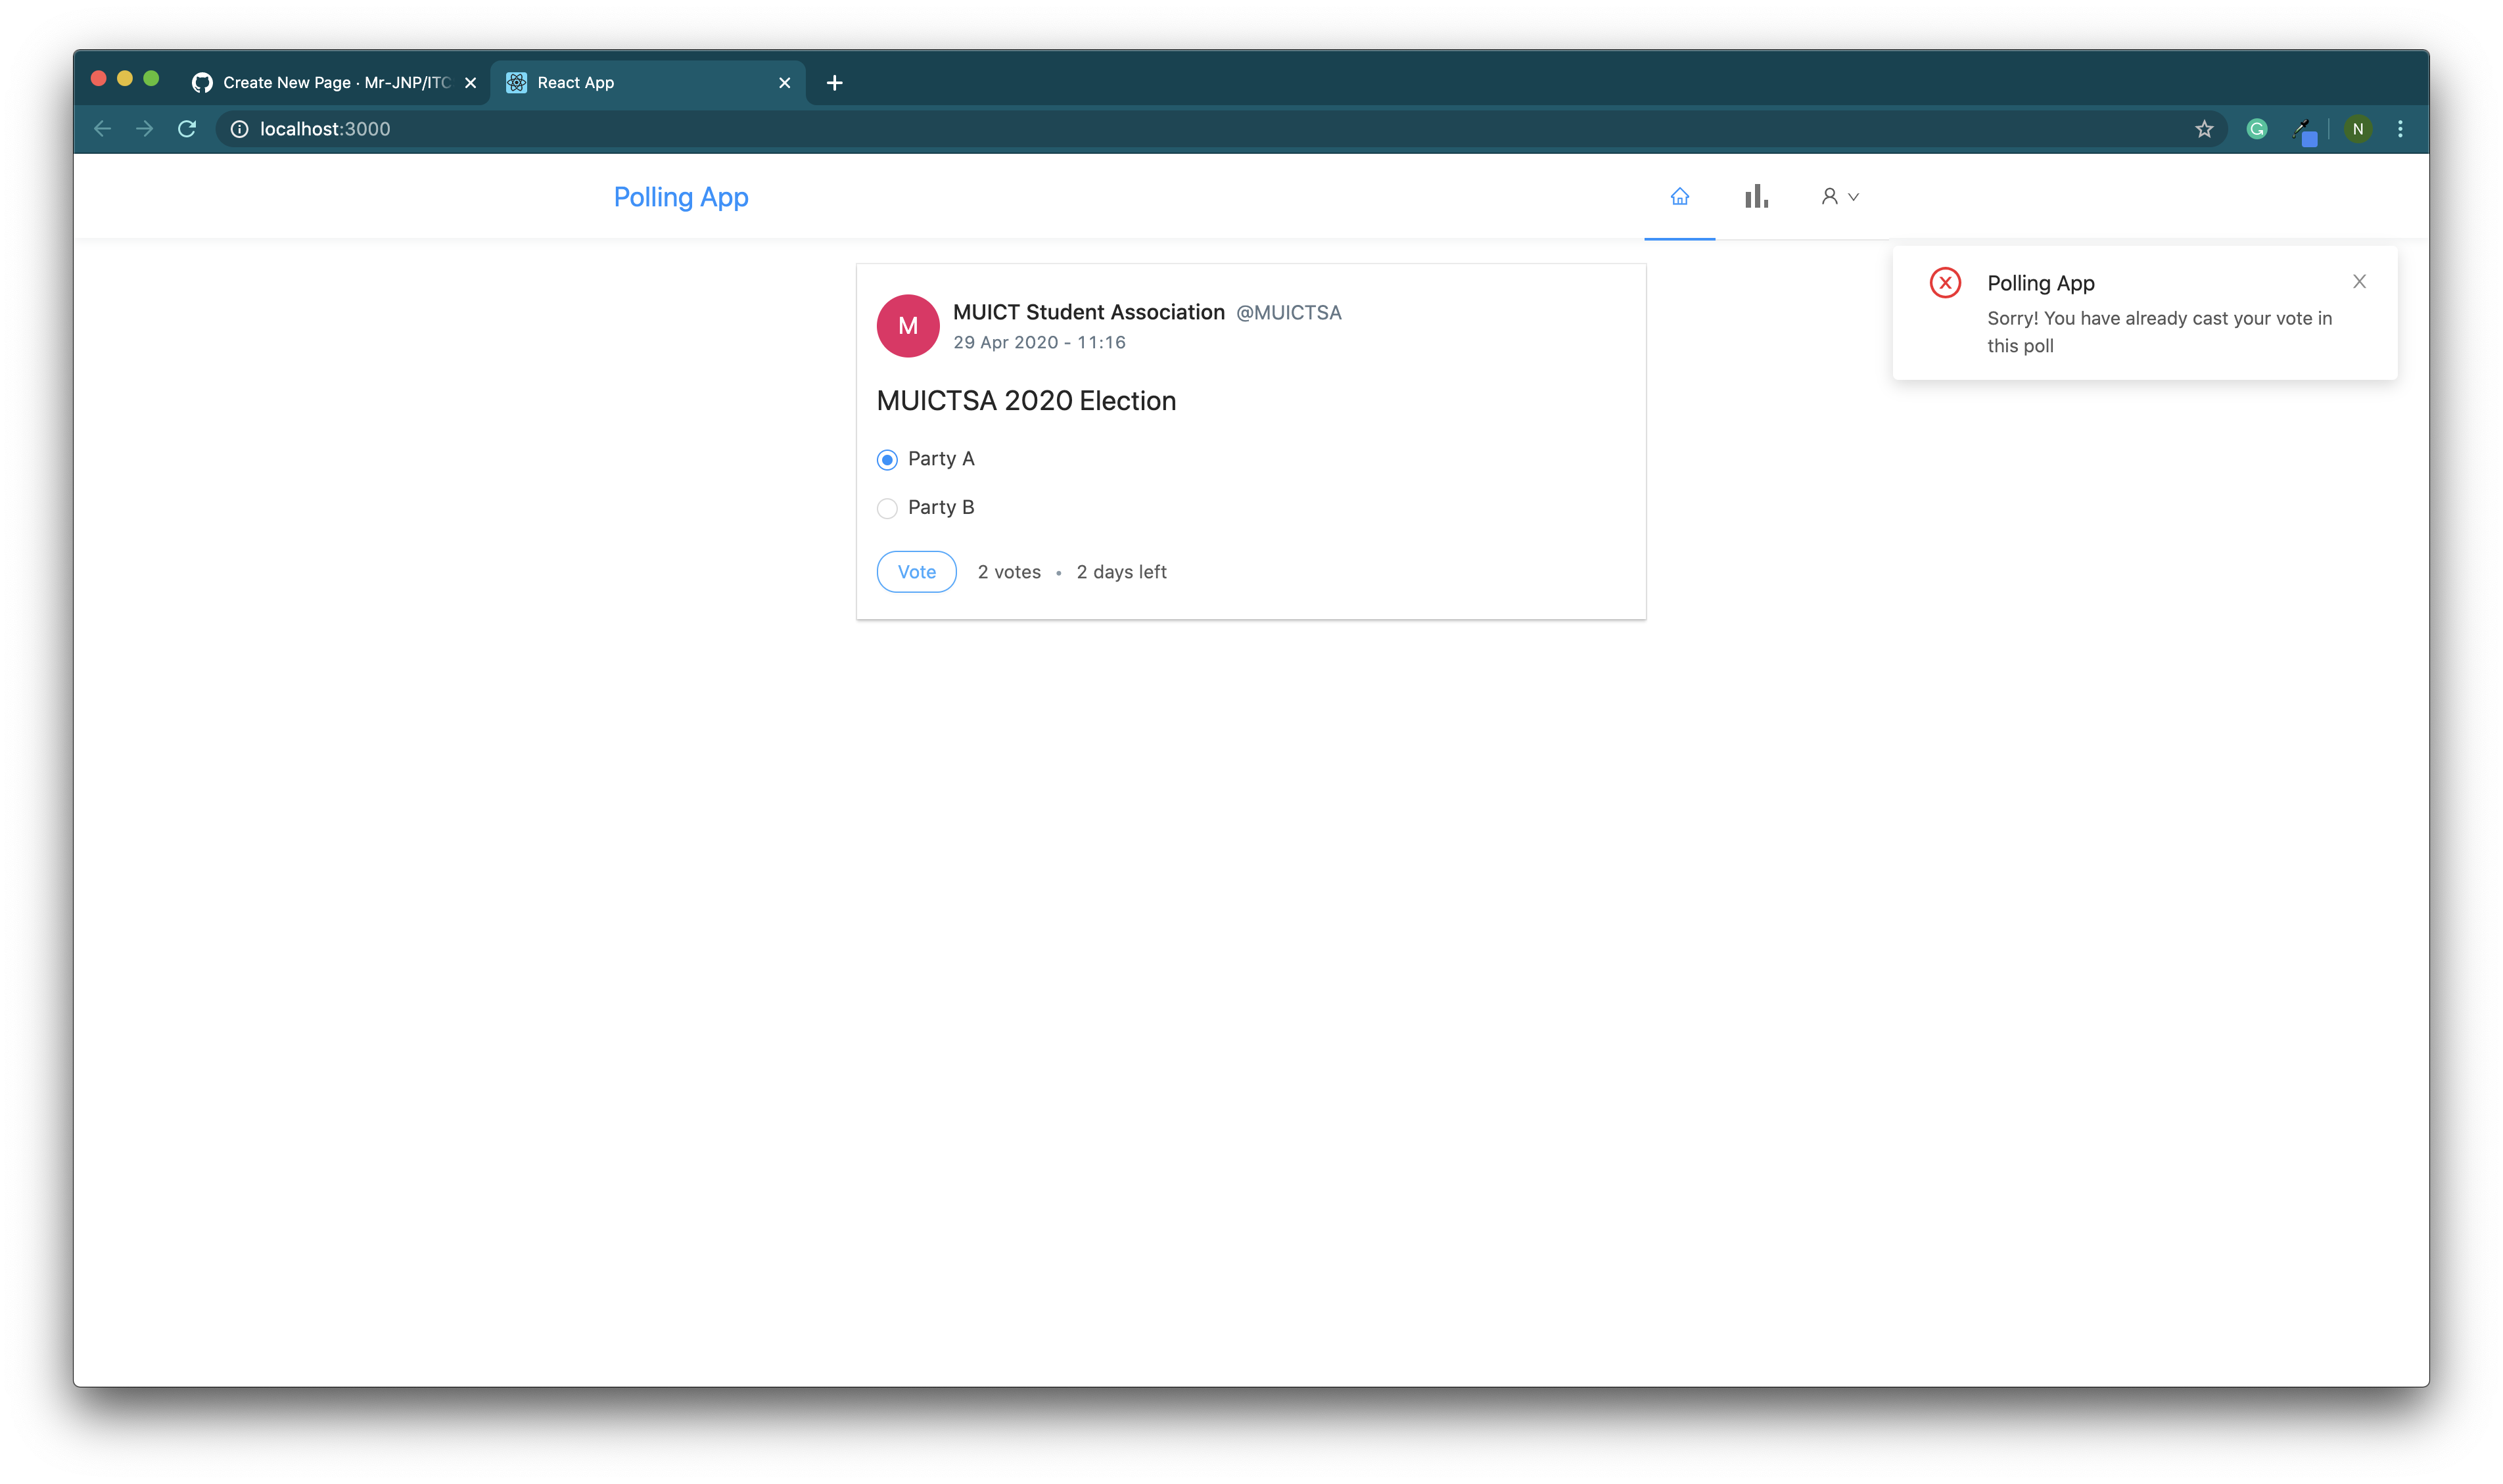 Create New Page · Mr-JNP/ITC
React App
localhost:3000
N
Polling App
Polling App
Sorry! You have already cast your vote in
this poll
M
MUICT Student Association @MUICTSA
29 Apr 2020 - 11:16
MUICTSA 2020 Election
Party A
Party B
Vote 2 votes • 2 days left